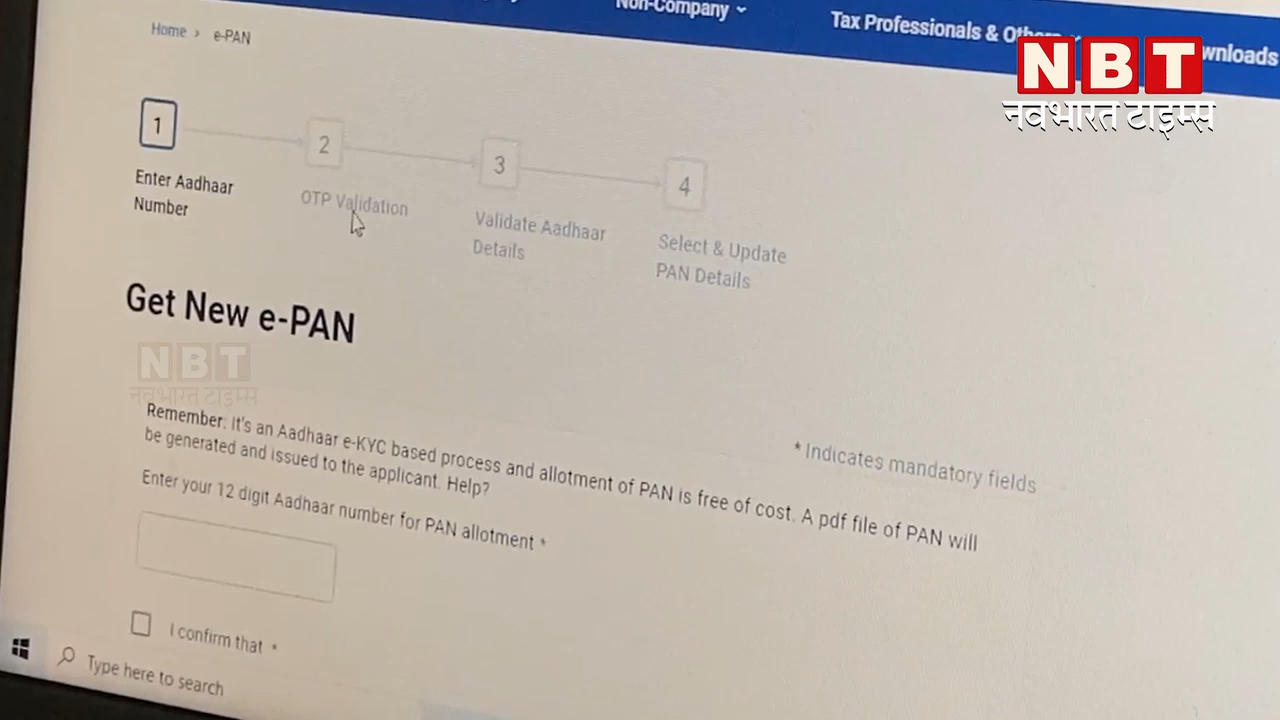 Non-Company
Tax Professionals &
wnloads
NBT
नवभारत टाइम्स
Home › e-PAN
1
2
3
4
Enter Aadhaar
Number
OTP Validation
Validate Aadhaar
Details
Select & Update
PAN Details
Get New e-PAN
NBT
नवभारत टाइम्स
* Indicates mandatory fields
Remember: It's an Aadhaar e-KYC based process and allotment of PAN is free of cost. A pdf file of PAN will
be generated and issued to the applicant. Help?
Enter your 12 digit Aadhaar number for PAN allotment *
I confirm that *
Type here to search